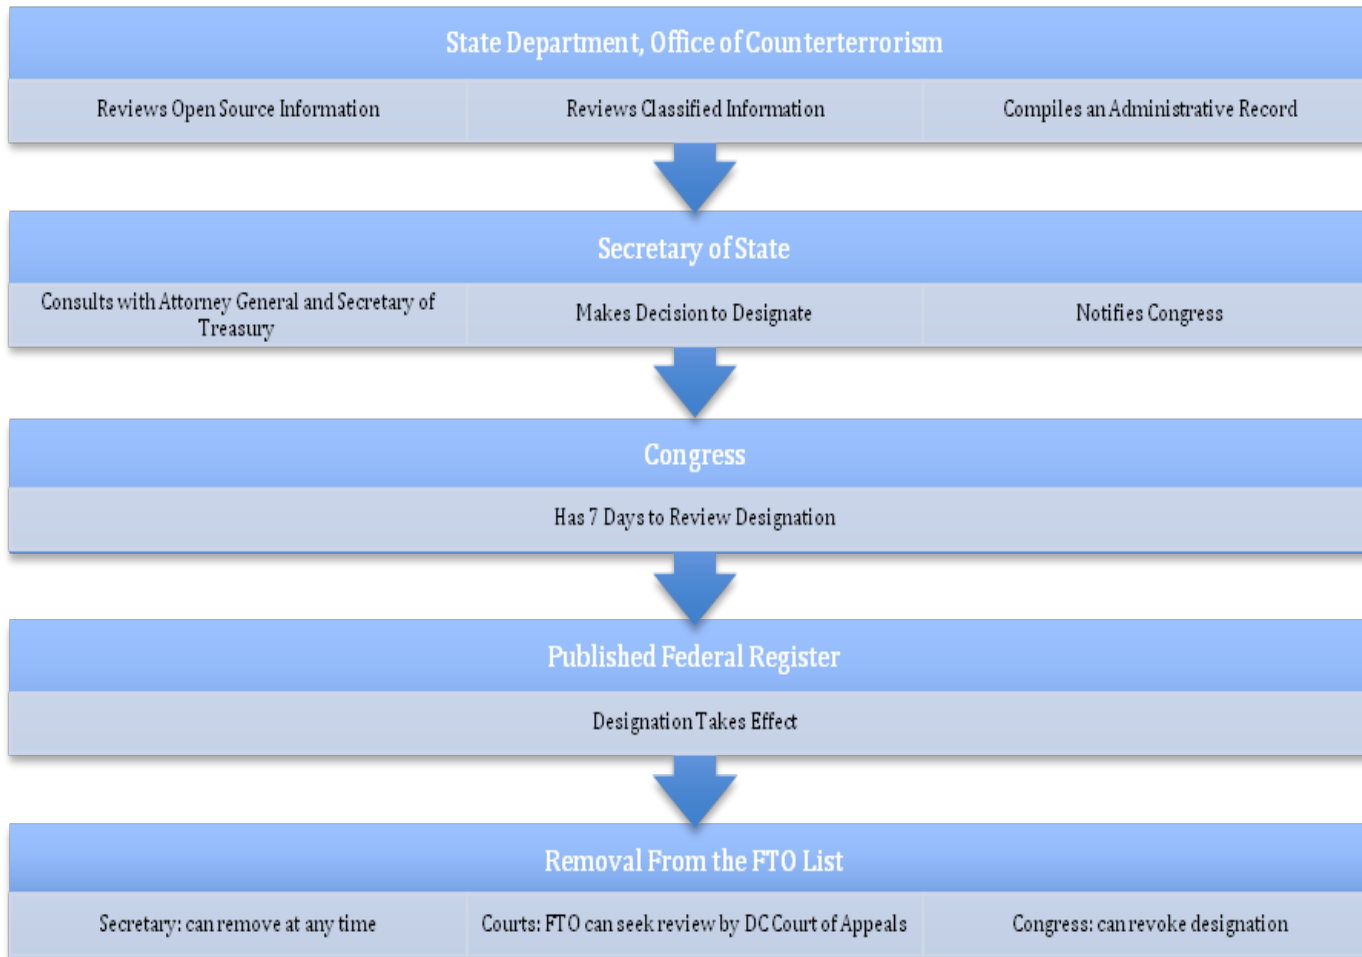 State Department, Office of Counterterrorism
Reviews Open Source Information
Reviews Classified Information
Compiles an Administrative Record
Secretary of State
Consults with Attorney General and Secretary of
Treasury
Makes Decision to Designate
Notifies Congress
Congress
Has 7 Days to Review Designation
Published Federal Register
Designation Takes Effect
Removal From the FTO List
Secretary: can remove at any time
Courts: FTO can seek review by DC Court of Appeals
Congress: can revoke designation